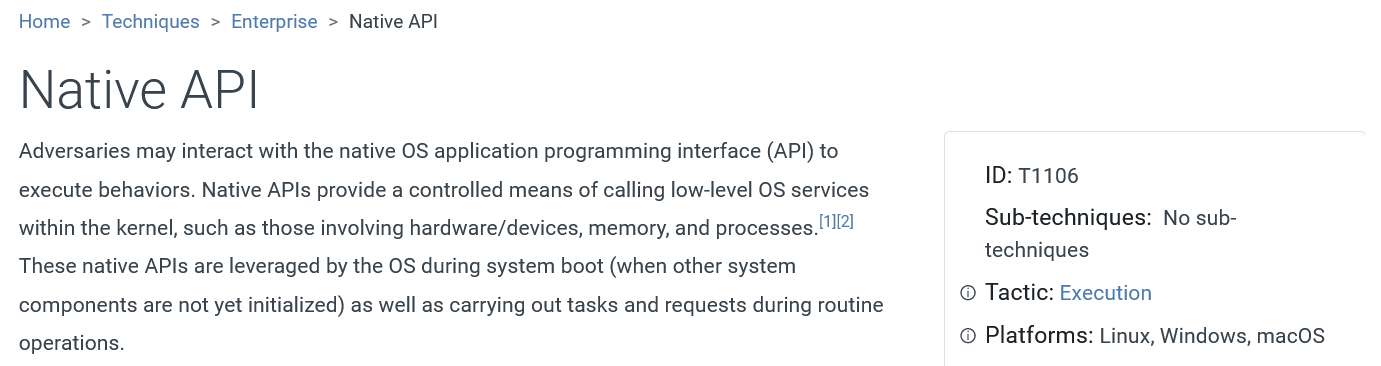 Home > Techniques > Enterprise > Native API
Native API
Adversaries may interact with the native OS application programming interface (API) to
execute behaviors. Native APIs provide a controlled means of calling low-level OS services
within the kernel, such as those involving hardware/devices, memory, and processes.[1][2]
These native APIs are leveraged by the OS during system boot (when other system
components are not yet initialized) as well as carrying out tasks and requests during routine
operations.
ID: T1106
Sub-techniques: No sub-
techniques
Tactic: Execution
Platforms: Linux, Windows, macOS